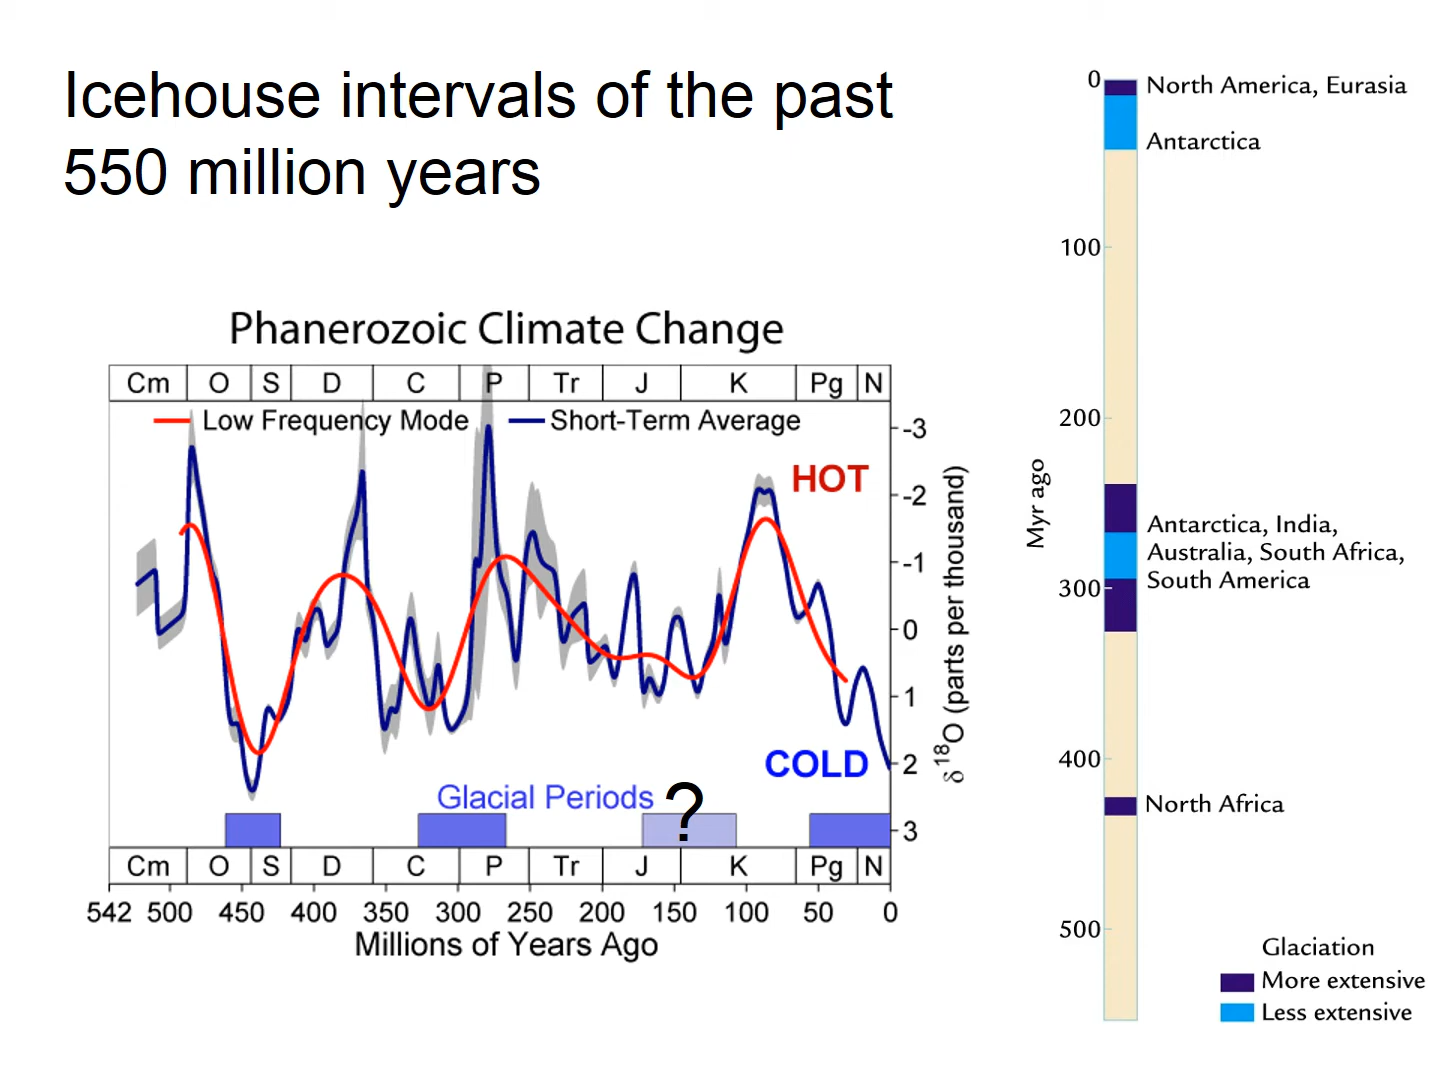 Icehouse intervals of the past
550 million years
Phanerozoic Climate Change
Cm O S D C P Tr J K Pg N
Low Frequency Mode Short-Term Average
HOT
COLD
Glacial Periods ?
-3
-2
-1
0
1
2
3
δ18O (parts per thousand)
Cm O S D C P Tr J K Pg N
542 500 450 400 350 300 250 200 150 100 50 0
Millions of Years Ago
Myr ago
0 North America, Eurasia
Antarctica
100
200
Antarctica, India,
Australia, South Africa,
South America
300
400
North Africa
500
Glaciation
More extensive
Less extensive